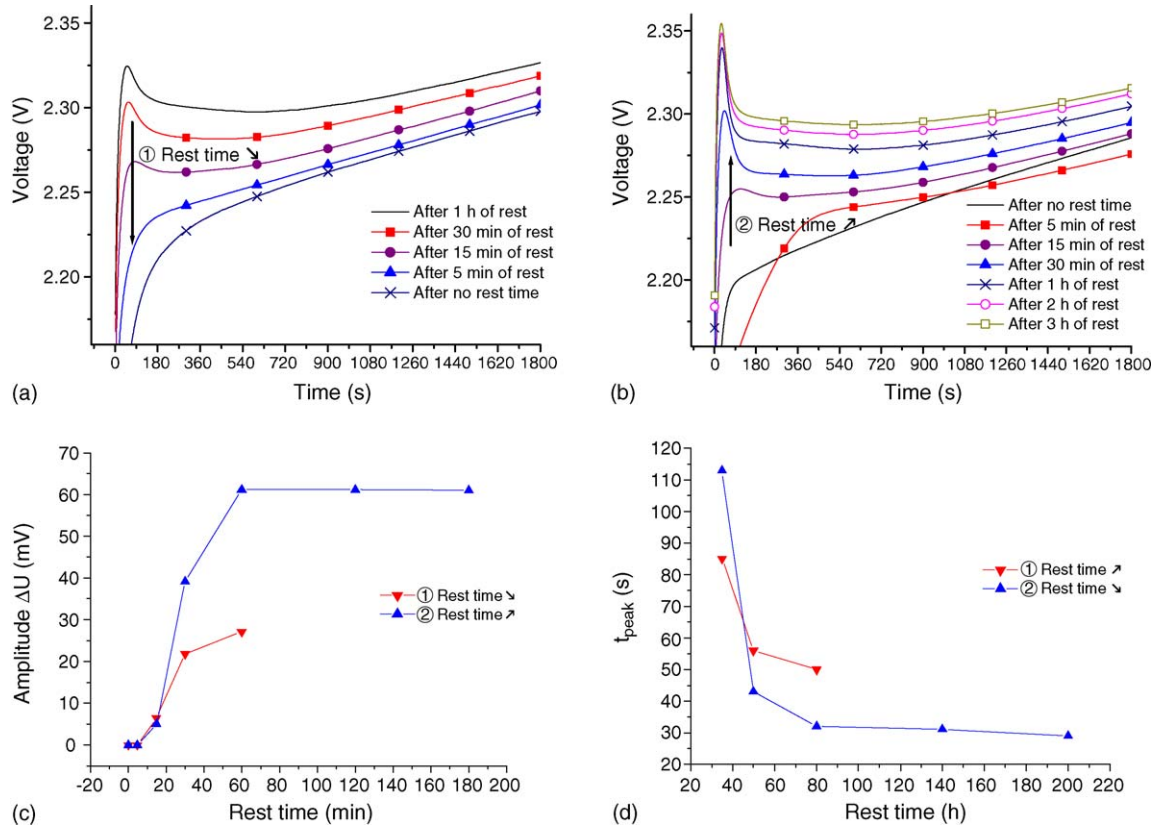 2.35
2.30
2.25
2.20
Voltage (V)
① Rest time ↘
After 1 h of rest
After 30 min of rest
After 15 min of rest
After 5 min of rest
After no rest time
0 180 360 540 720 900 1080 1260 1440 1620 1800
Time (s)
(a)
2.35
2.30
2.25
2.20
Voltage (V)
② Rest time ↗
After no rest time
After 5 min of rest
After 15 min of rest
After 30 min of rest
After 1 h of rest
After 2 h of rest
After 3 h of rest
0 180 360 540 720 900 1080 1260 1440 1620 1800
Time (s)
(b)
70
60
50
40
30
20
10
0
Amplitude ΔU (mV)
① Rest time ↘
② Rest time ↗
-20 0 20 40 60 80 100 120 140 160 180 200
Rest time (min)
(c)
120
110
100
90
80
70
60
50
40
30
20
tpeak (s)
① Rest time ↗
② Rest time ↘
20 40 60 80 100 120 140 160 180 200 220
Rest time (h)
(d)